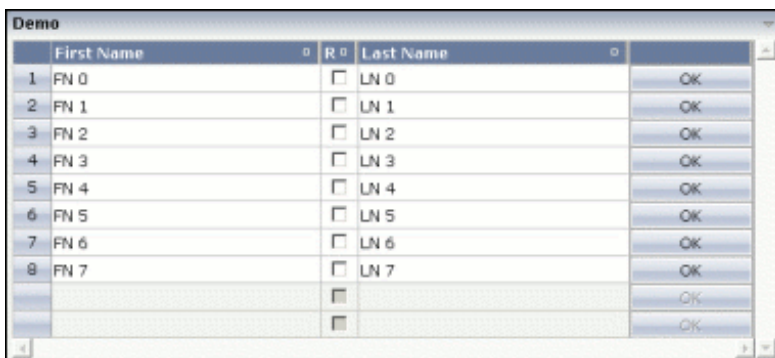 Demo
First Name R Last Name
1 FN 0 LN 0 OK
2 FN 1 LN 1 OK
3 FN 2 LN 2 OK
4 FN 3 LN 3 OK
5 FN 4 LN 4 OK
6 FN 5 LN 5 OK
7 FN 6 LN 6 OK
8 FN 7 LN 7 OK
OK
OK